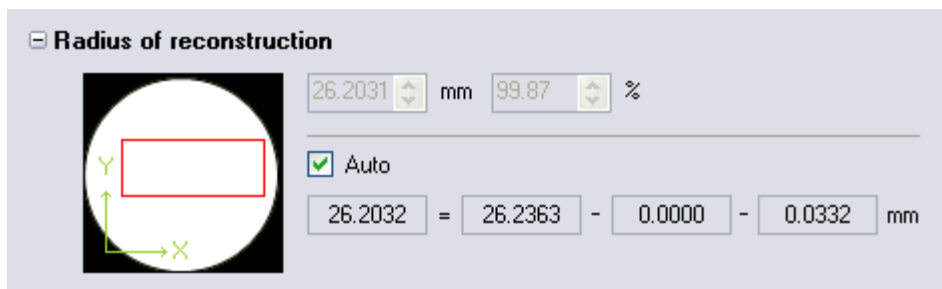 Radius of reconstruction
26.2031 mm 99.87 %
Y
Auto
26.2032 = 26.2363 - 0.0000 - 0.0332 mm
X